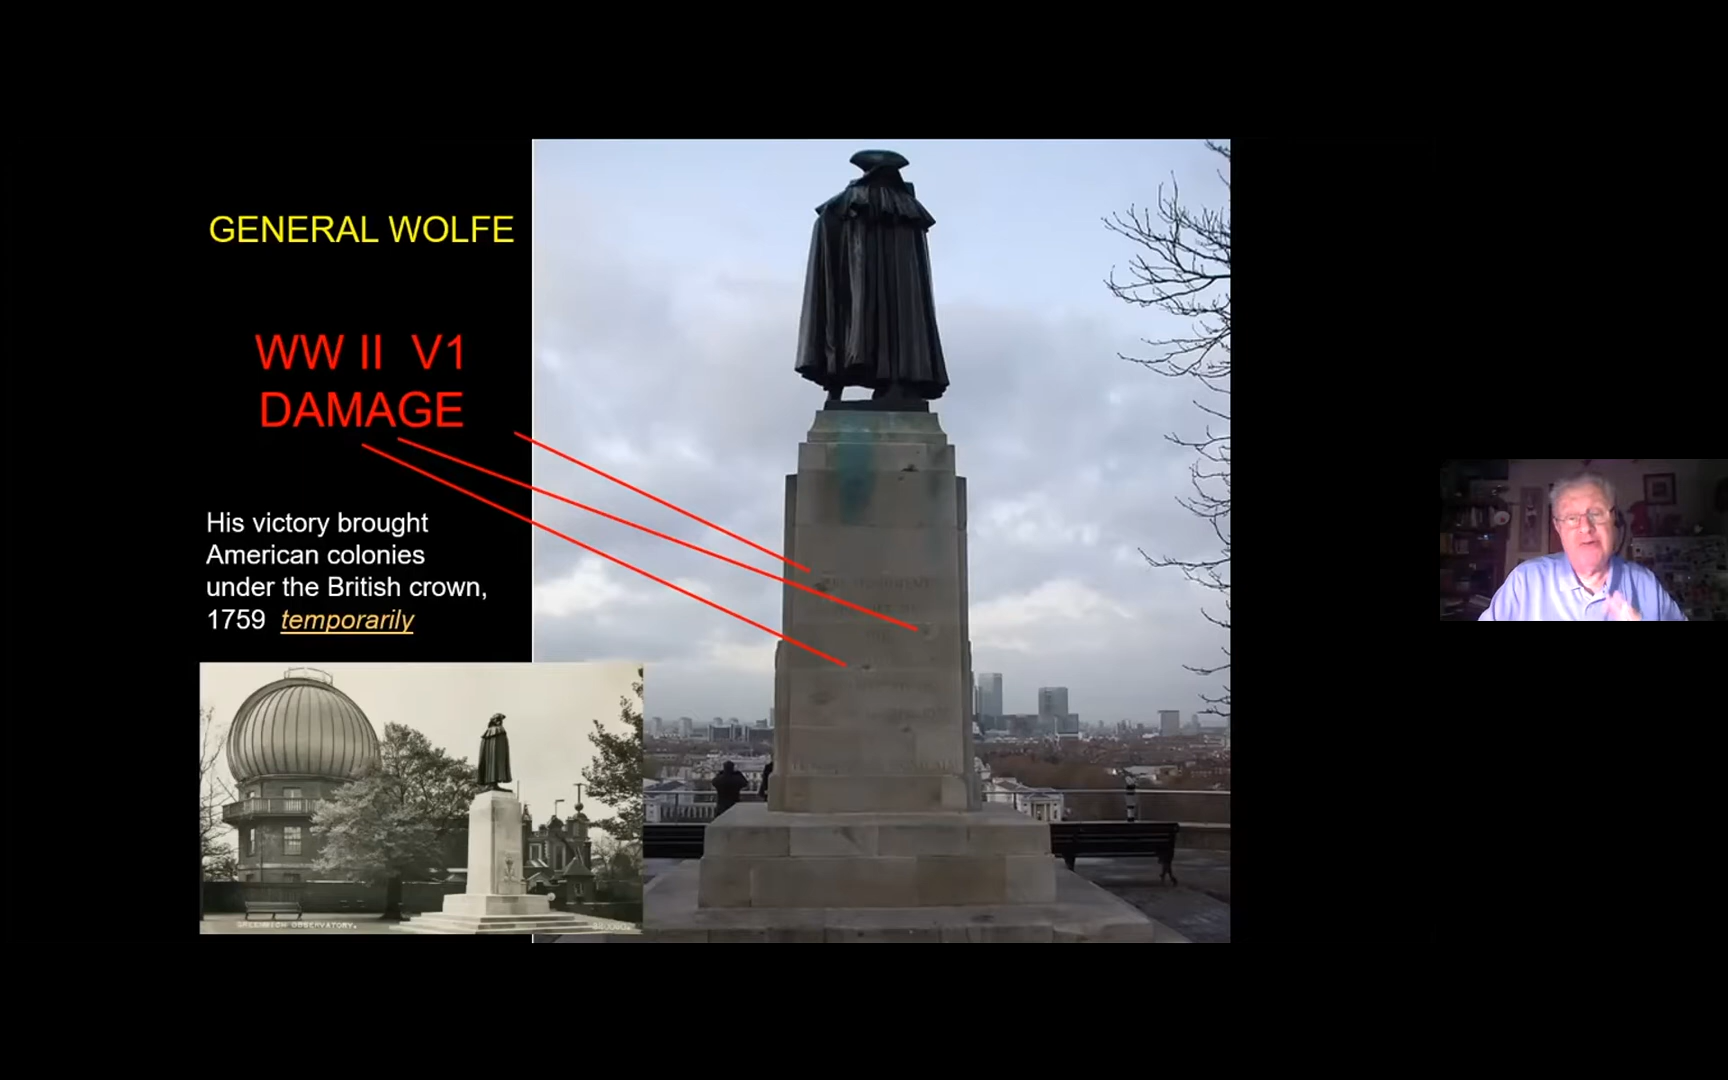 GENERAL WOLFE
WW II V1
DAMAGE
His victory brought
American colonies
under the British crown,
1759 temporarily
GREENWICH OBSERVATORY.